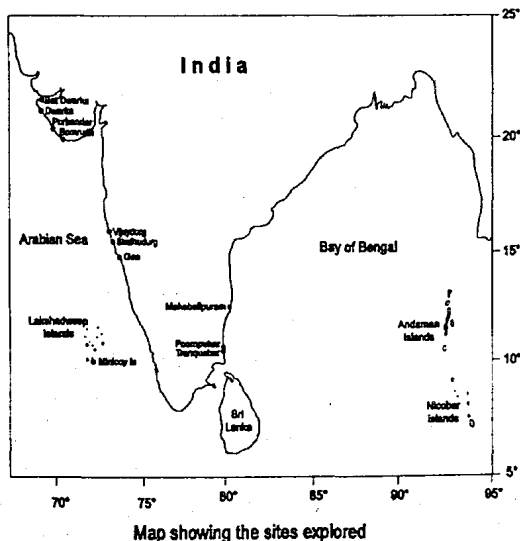 25°
India
Bet Dwarka
Dwarka
Porbandar
Somnath
20°
Vijaydurg
Sindhudurg
Goa
Arabian Sea
Bay of Bengal
15°
Mahabalipuram
Lakshadweep
Islands
Minicoy Is
Poompuhar
Tranquebar
Andaman
Islands
10°
Sri
Lanka
Nicobar
Islands
5°
70°
75°
80°
85°
90°
95°
Map showing the sites explored